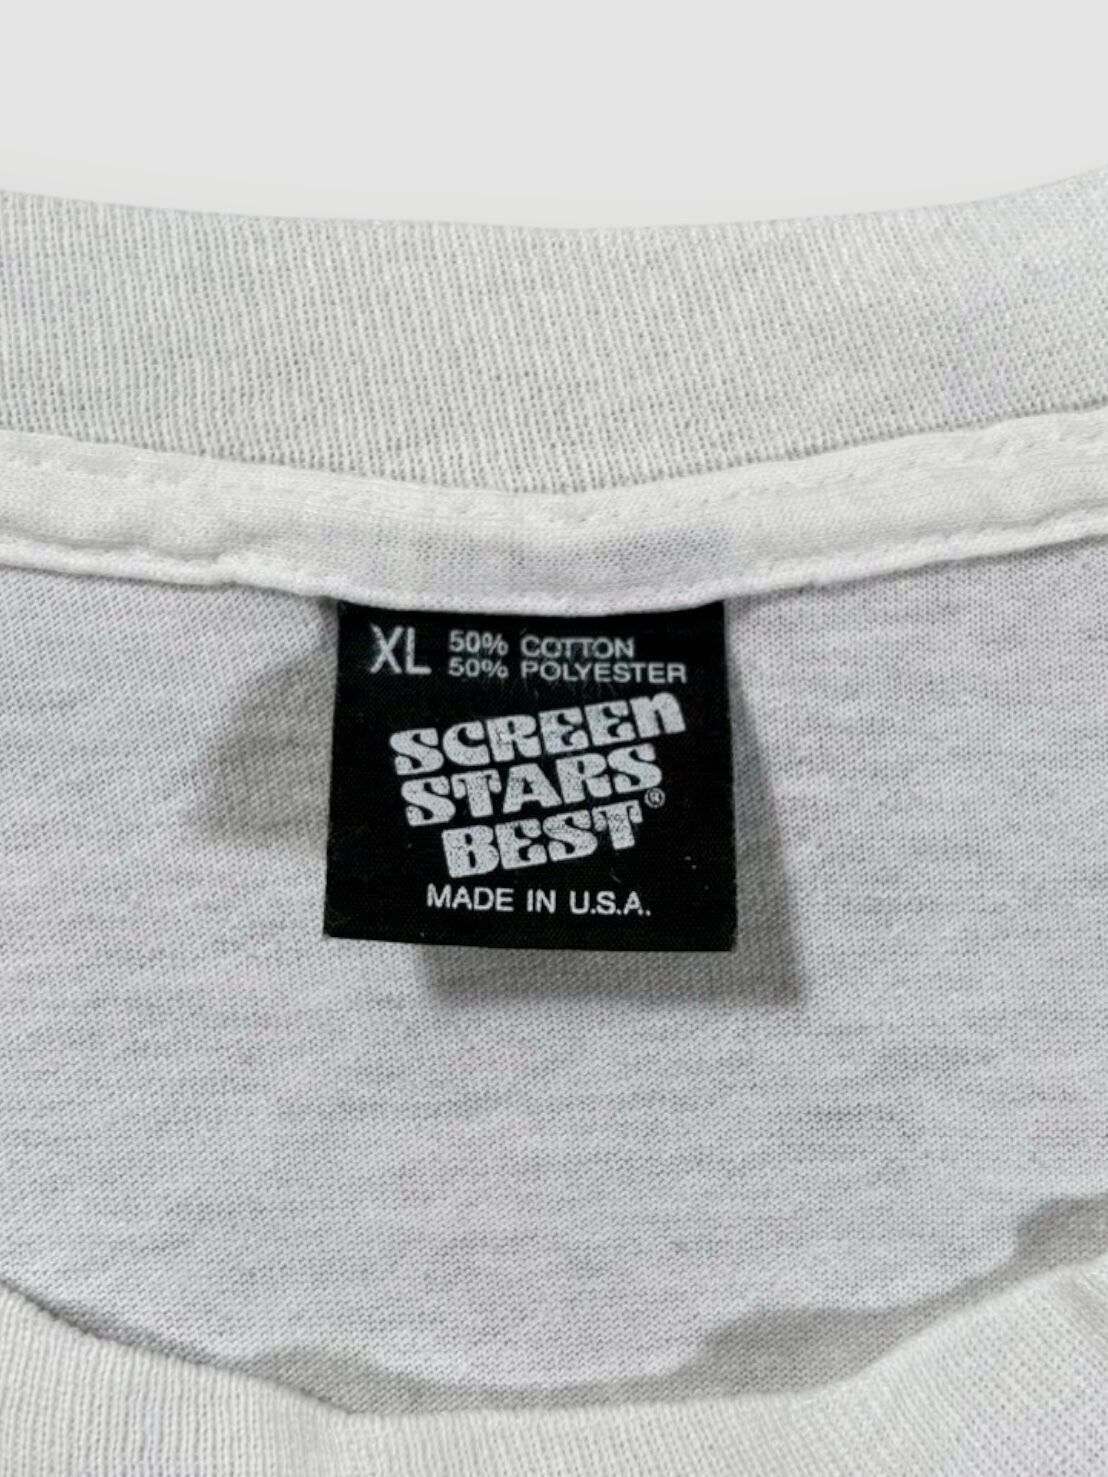 XL 50% COTTON
50% POLYESTER
SCREEN
STARS
BEST®
MADE IN U.S.A.